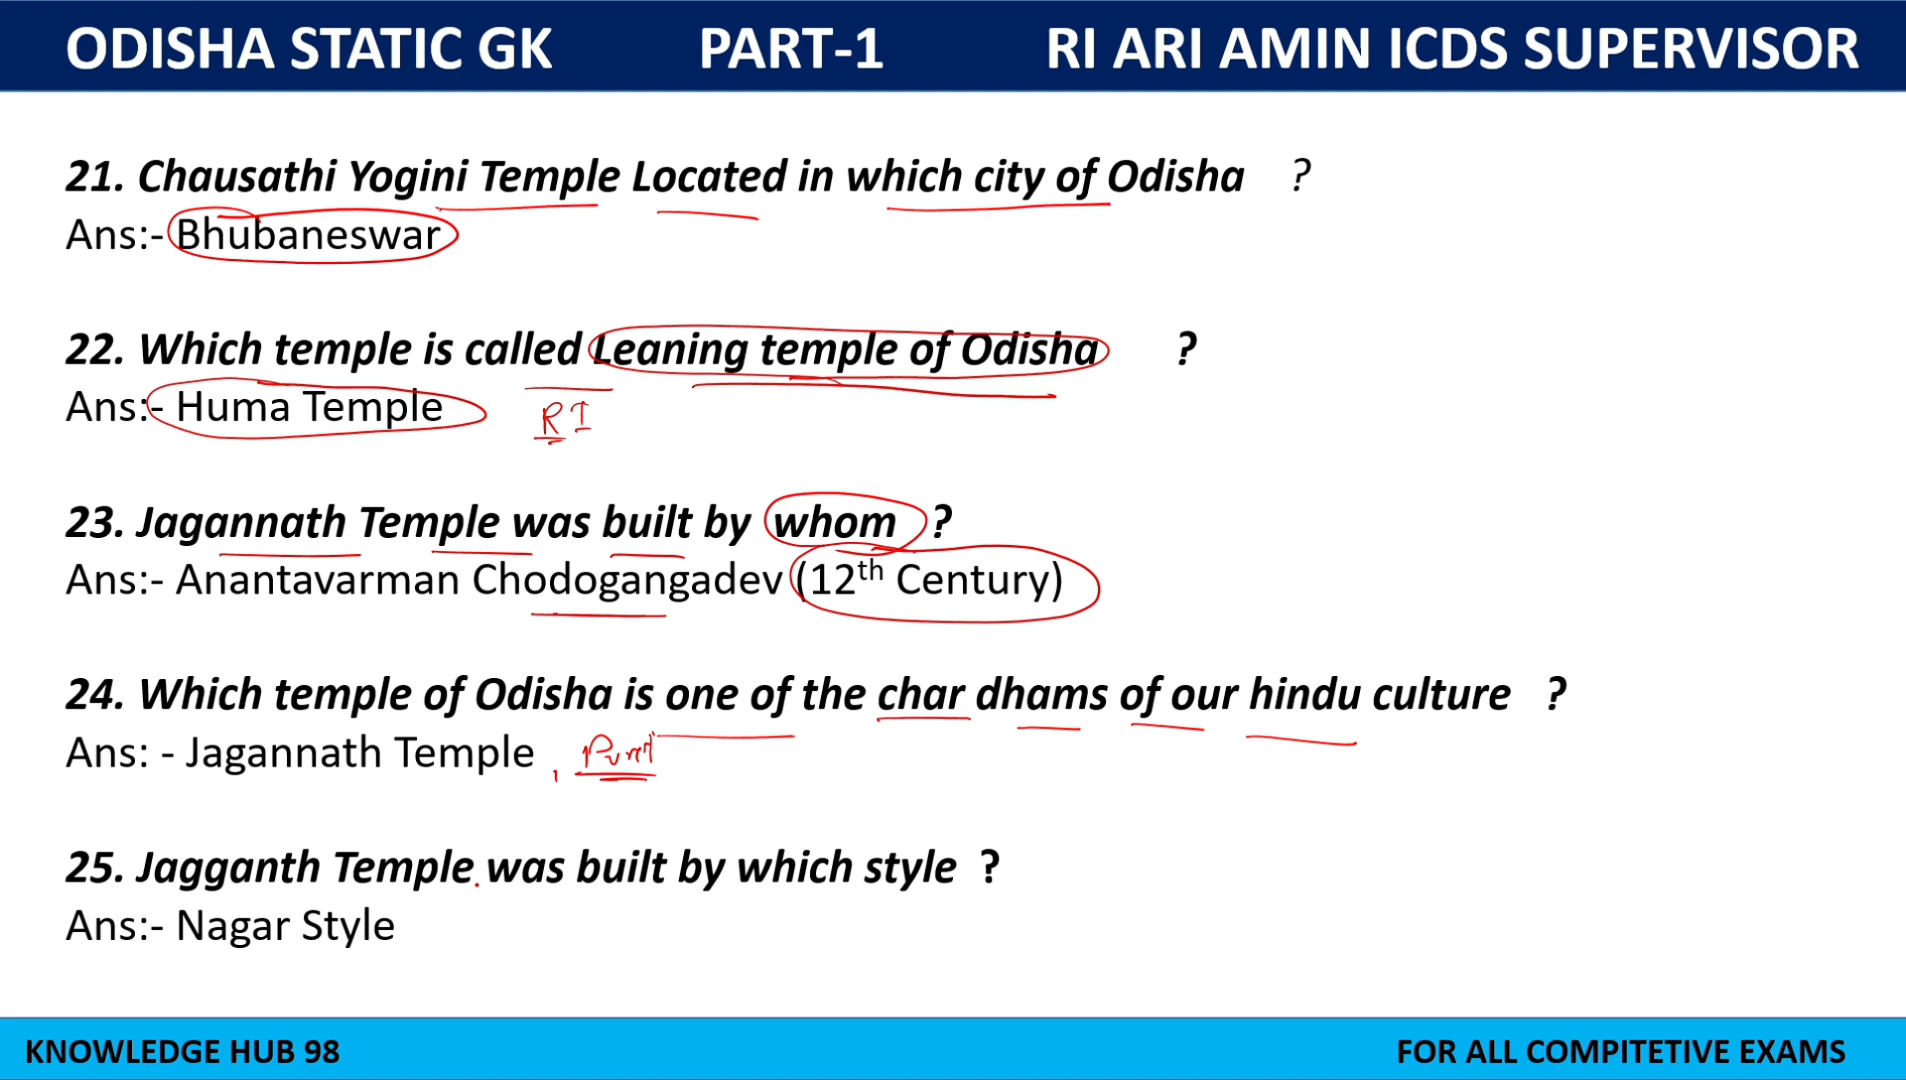 ODISHA STATIC GK PART-1 RI ARI AMIN ICDS SUPERVISOR
21. Chausathi Yogini Temple Located in which city of Odisha ?
Ans:- Bhubaneswar
22. Which temple is called Leaning temple of Odisha ?
Ans:- Huma Temple
RI
23. Jagannath Temple was built by whom ?
Ans:- Anantavarman Chodogangadev (12th Century)
24. Which temple of Odisha is one of the char dhams of our hindu culture ?
Ans: - Jagannath Temple , Puri
25. Jagganth Temple was built by which style ?
Ans:- Nagar Style
KNOWLEDGE HUB 98 FOR ALL COMPITETIVE EXAMS